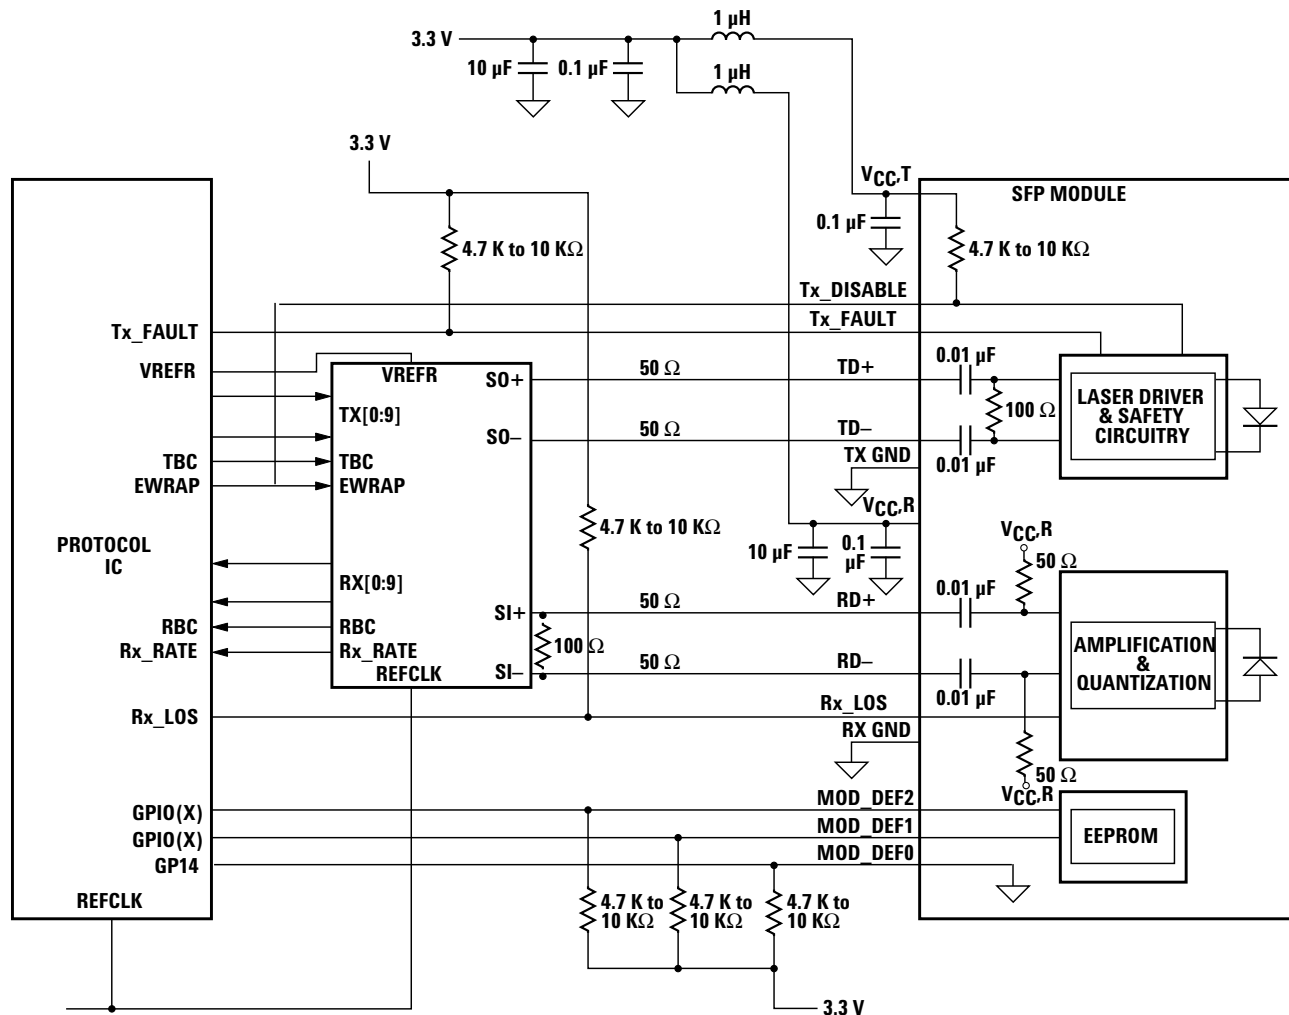 1 µH
3.3 V
10 µF
0.1 µF
1 µH
3.3 V
VCC,T
SFP MODULE
0.1 µF
4.7 K to 10 KΩ
4.7 K to 10 KΩ
Tx_DISABLE
Tx_FAULT
Tx_FAULT
VREFR
VREFR
SO+
50 Ω
TD+
0.01 µF
TX[0:9]
100 Ω
LASER DRIVER
& SAFETY
CIRCUITRY
SO–
50 Ω
TD–
0.01 µF
TX GND
TBC
TBC
EWRAP
EWRAP
VCC,R
4.7 K to 10 KΩ
10 µF
0.1
µF
VCC,R
50 Ω
PROTOCOL
IC
RX[0:9]
SI+
50 Ω
RD+
0.01 µF
RBC
RBC
100 Ω
Rx_RATE
Rx_RATE
REFCLK
SI–
50 Ω
RD–
0.01 µF
AMPLIFICATION
&
QUANTIZATION
Rx_LOS
Rx_LOS
RX GND
50 Ω
VCC,R
GPIO(X)
MOD_DEF2
GPIO(X)
MOD_DEF1
EEPROM
GP14
MOD_DEF0
REFCLK
4.7 K to
10 KΩ
4.7 K to
10 KΩ
4.7 K to
10 KΩ
3.3 V